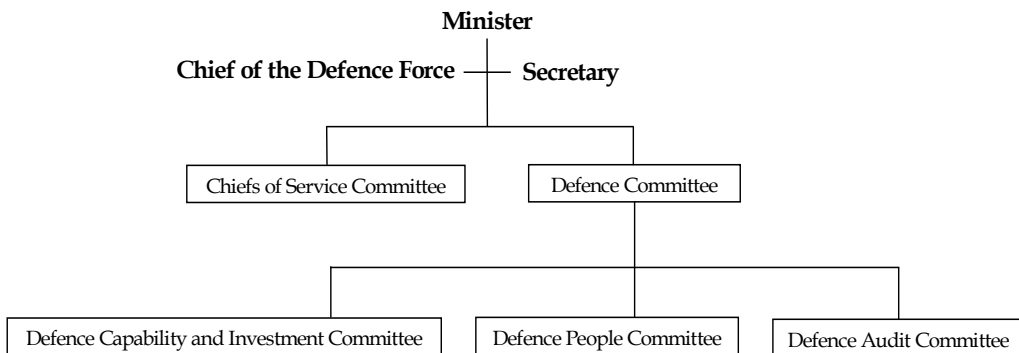 Minister
Chief of the Defence Force Secretary
Chiefs of Service Committee Defence Committee
Defence Capability and Investment Committee Defence People Committee Defence Audit Committee